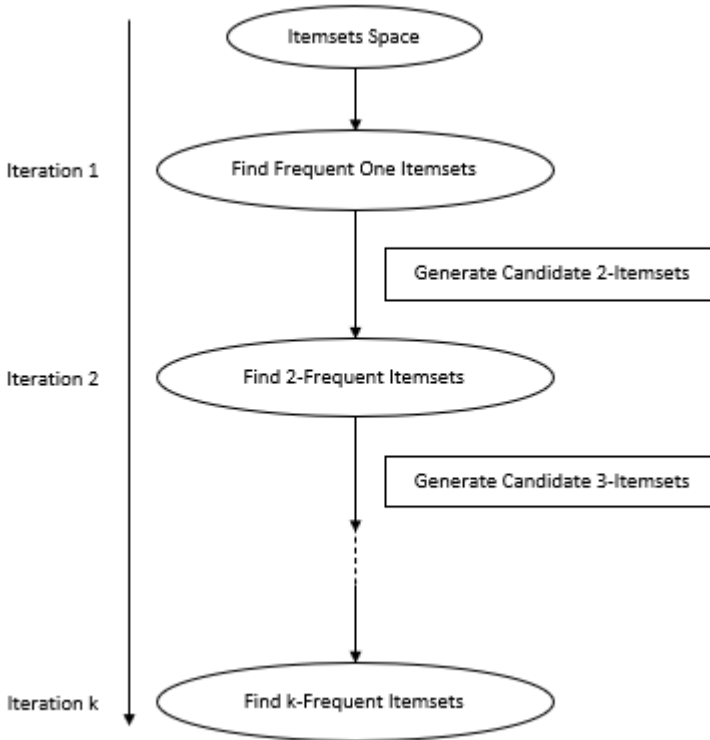 Itemsets Space
Iteration 1
Find Frequent One Itemsets
Generate Candidate 2-Itemsets
Iteration 2
Find 2-Frequent Itemsets
Generate Candidate 3-Itemsets
Iteration k
Find k-Frequent Itemsets